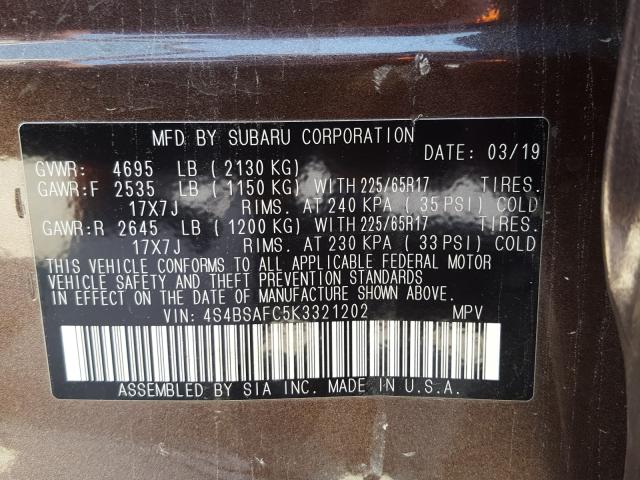 MFD BY SUBARU CORPORATION
DATE: 03/19
GVWR: 4695 LB ( 2130 KG)
GAWR:F 2535 LB ( 1150 KG) WITH 225/65R17 TIRES.
17X7J RIMS. AT 240 KPA ( 35 PSI) COLD
GAWR:R 2645 LB ( 1200 KG) WITH 225/65R17 TIRES.
17X7J RIMS. AT 230 KPA ( 33 PSI) COLD
THIS VEHICLE CONFORMS TO ALL APPLICABLE FEDERAL MOTOR
VEHICLE SAFETY AND THEFT PREVENTION STANDARDS
IN EFFECT ON THE DATE OF MANUFACTURE SHOWN ABOVE.
VIN: 4S4BSAFC5K3321202 MPV
ASSEMBLED BY SIA INC. MADE IN U.S.A.